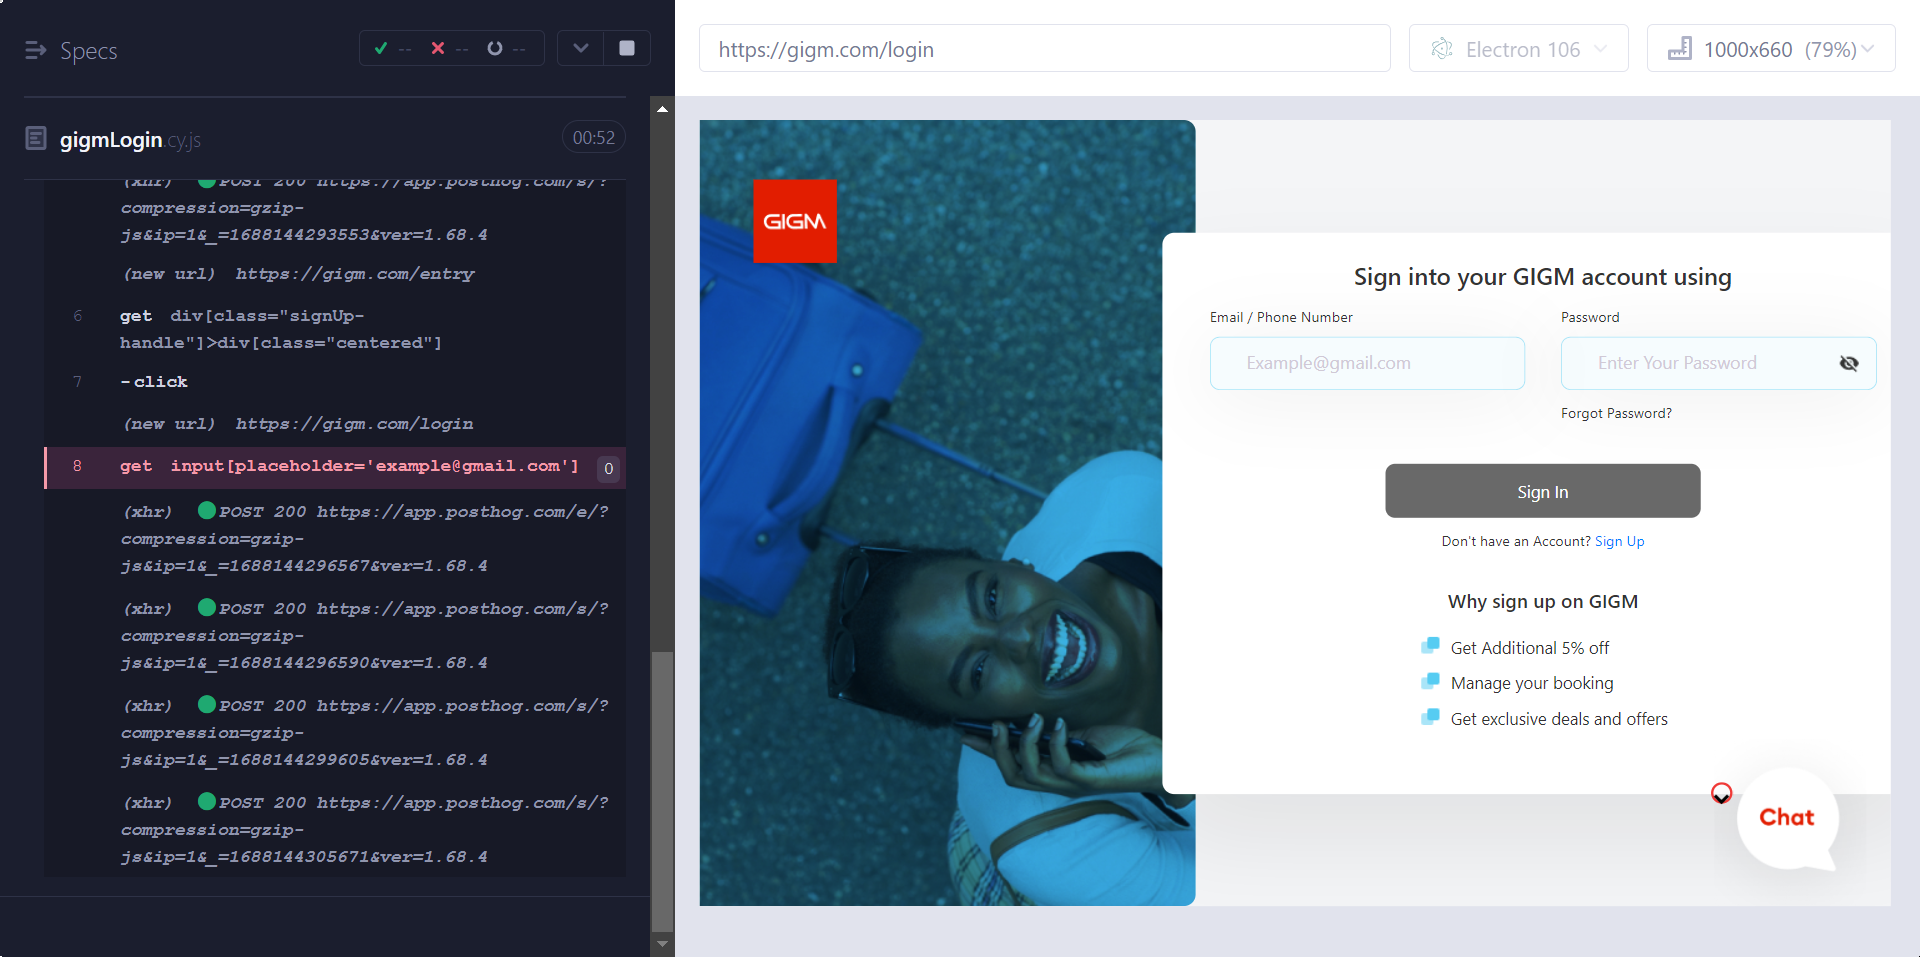 Specs
--
--
--
gigmLogin.cy.js
00:52
(xhr) POST 200 https://app.posthog.com/s/?
compression=gzip-
js&ip=1&_=1688144293553&ver=1.68.4
(new url) https://gigm.com/entry
6 get div[class="signUp-
handle"]>div[class="centered"]
7 -click
(new url) https://gigm.com/login
8 get input[placeholder='example@gmail.com'] 0
(xhr) POST 200 https://app.posthog.com/e/?
compression=gzip-
js&ip=1&_=1688144296567&ver=1.68.4
(xhr) POST 200 https://app.posthog.com/s/?
compression=gzip-
js&ip=1&_=1688144296590&ver=1.68.4
(xhr) POST 200 https://app.posthog.com/s/?
compression=gzip-
js&ip=1&_=1688144299605&ver=1.68.4
(xhr) POST 200 https://app.posthog.com/s/?
compression=gzip-
js&ip=1&_=1688144305671&ver=1.68.4
https://gigm.com/login
Electron 106
1000x660 (79%)
GIGM
Sign into your GIGM account using
Email / Phone Number
Example@gmail.com
Password
Enter Your Password
Forgot Password?
Sign In
Don't have an Account? Sign Up
Why sign up on GIGM
Get Additional 5% off
Manage your booking
Get exclusive deals and offers
Chat